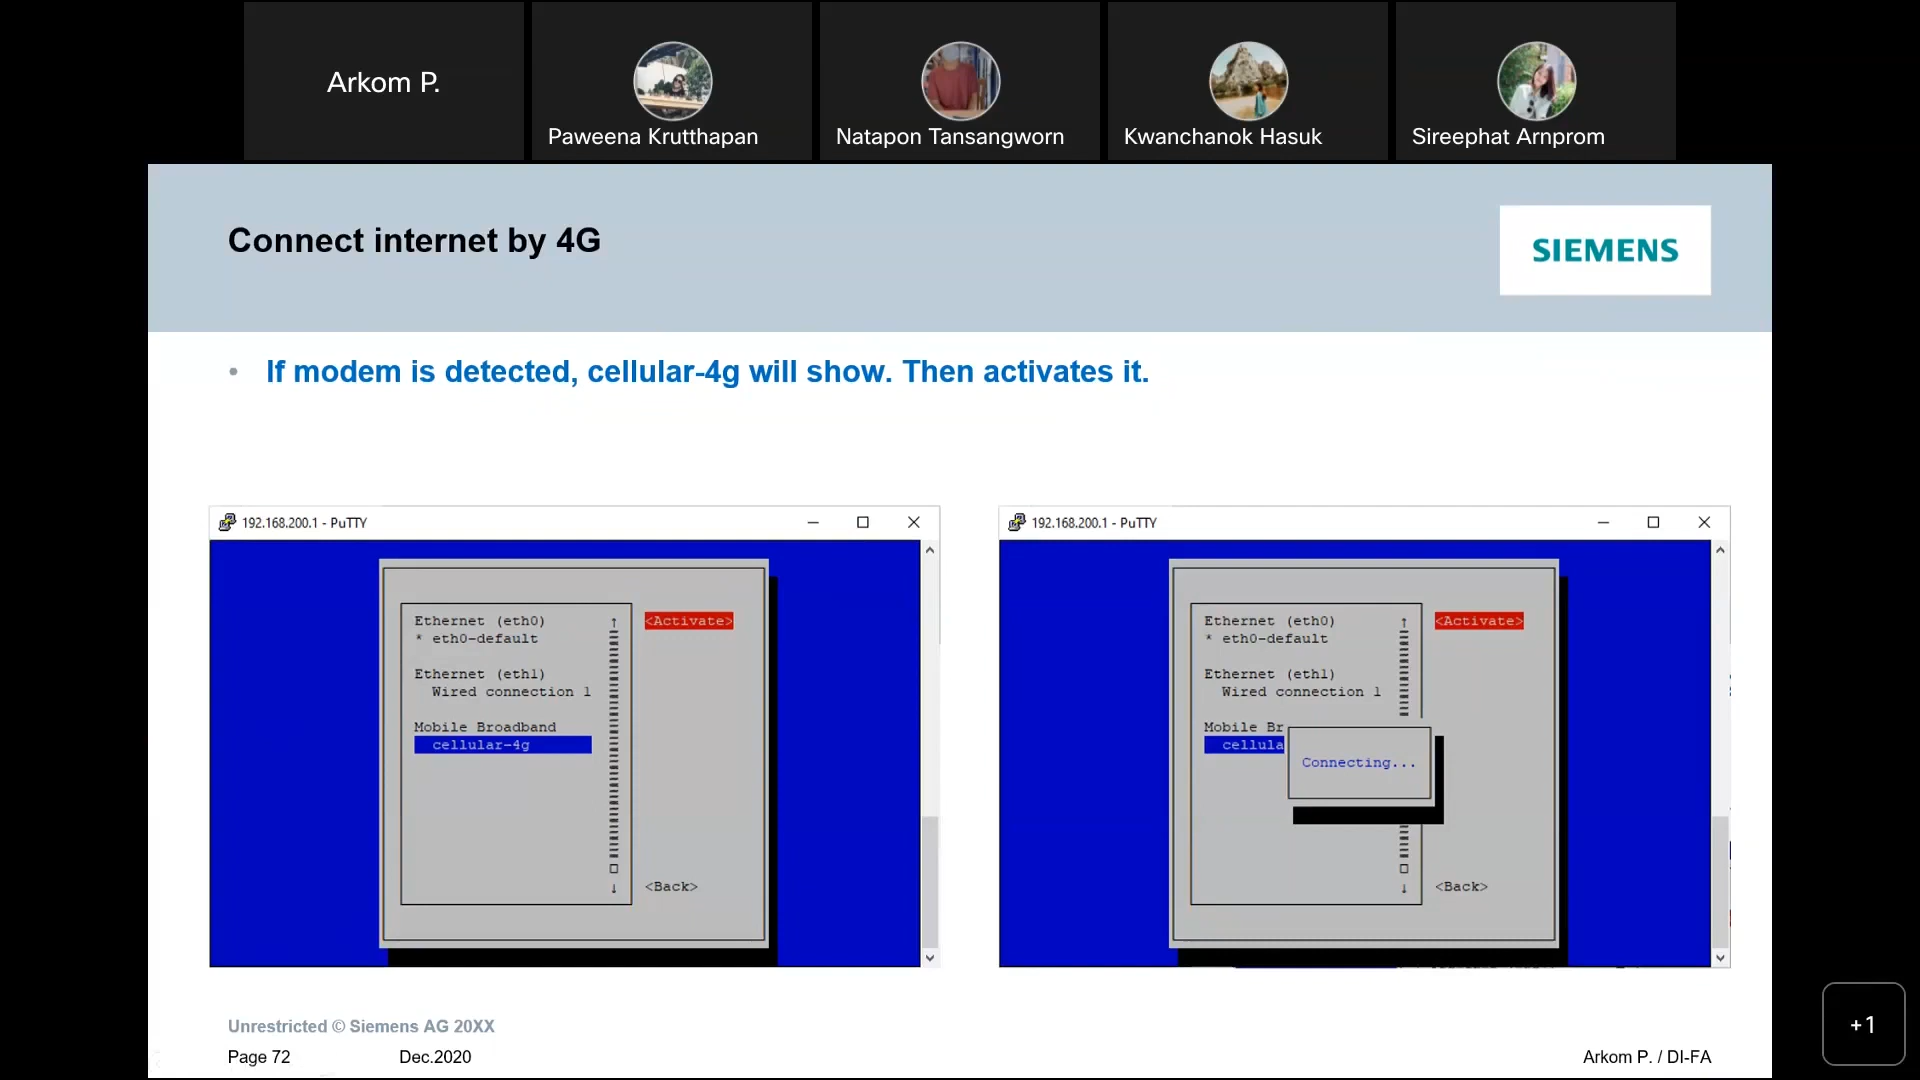 Arkom P.
Paweena Krutthapan
Natapon Tansangworn
Kwanchanok Hasuk
Sireephat Arnprom
Connect internet by 4G
SIEMENS
• If modem is detected, cellular-4g will show. Then activates it.
192.168.200.1 - PuTTY
Ethernet (eth0)
<Activate>
* eth0-default
Ethernet (eth1)
Wired connection 1
Mobile Broadband
cellular-4g
<Back>
192.168.200.1 - PuTTY
Ethernet (eth0)
<Activate>
* eth0-default
Ethernet (eth1)
Wired connection 1
Mobile Br
cellula
Connecting...
<Back>
Unrestricted © Siemens AG 20XX
Page 72
Dec.2020
Arkom P. / DI-FA
+1